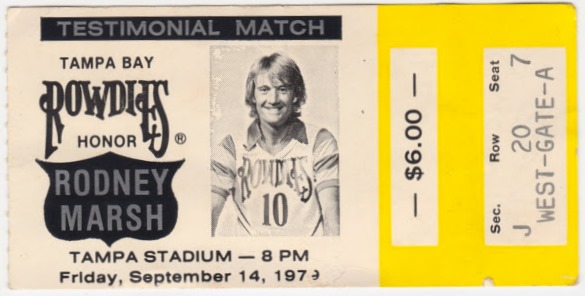 TESTIMONIAL MATCH
TAMPA BAY
ROWDIES
HONOR ®
RODNEY
MARSH
ROWDIES
10
TAMPA STADIUM — 8 PM
Friday, September 14, 1979
— $6.00 —
Sec. Row Seat
J 20 7
WEST-GATE-A